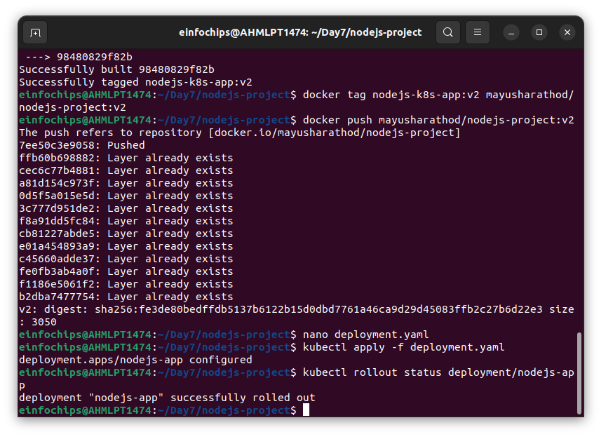 einfochips@AHMLPT1474: ~/Day7/nodejs-project
---> 98480829f82b
Successfully built 98480829f82b
Successfully tagged nodejs-k8s-app:v2
einfochips@AHMLPT1474:~/Day7/nodejs-project$ docker tag nodejs-k8s-app:v2 mayusharathod/
nodejs-project:v2
einfochips@AHMLPT1474:~/Day7/nodejs-project$ docker push mayusharathod/nodejs-project:v2
The push refers to repository [docker.io/mayusharathod/nodejs-project]
7ee50c3e9058: Pushed
ffb60b698882: Layer already exists
cec6c77b4881: Layer already exists
a81d154c973f: Layer already exists
0d5f5a015e5d: Layer already exists
3c777d951de2: Layer already exists
f8a91dd5fc84: Layer already exists
cb81227abde5: Layer already exists
e01a454893a9: Layer already exists
c45660adde37: Layer already exists
fe0fb3ab4a0f: Layer already exists
f1186e5061f2: Layer already exists
b2dba7477754: Layer already exists
v2: digest: sha256:fe3de80bedffdb5137b6122b15d0dbd7761a46ca9d29d45083ffb2c27b6d22e3 size
: 3050
einfochips@AHMLPT1474:~/Day7/nodejs-project$ nano deployment.yaml
einfochips@AHMLPT1474:~/Day7/nodejs-project$ kubectl apply -f deployment.yaml
deployment.apps/nodejs-app configured
einfochips@AHMLPT1474:~/Day7/nodejs-project$ kubectl rollout status deployment/nodejs-ap
p
deployment "nodejs-app" successfully rolled out
einfochips@AHMLPT1474:~/Day7/nodejs-project$